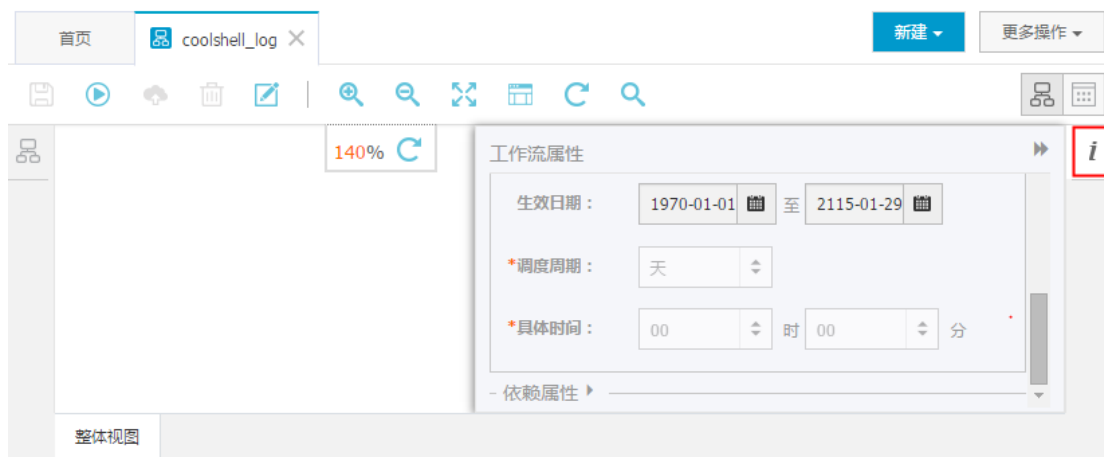 首页
coolshell_log
新建
更多操作
140%
工作流属性
i
生效日期：
1970-01-01 至 2115-01-29
*调度周期：
天
*具体时间：
00 时 00 分
依赖属性
整体视图